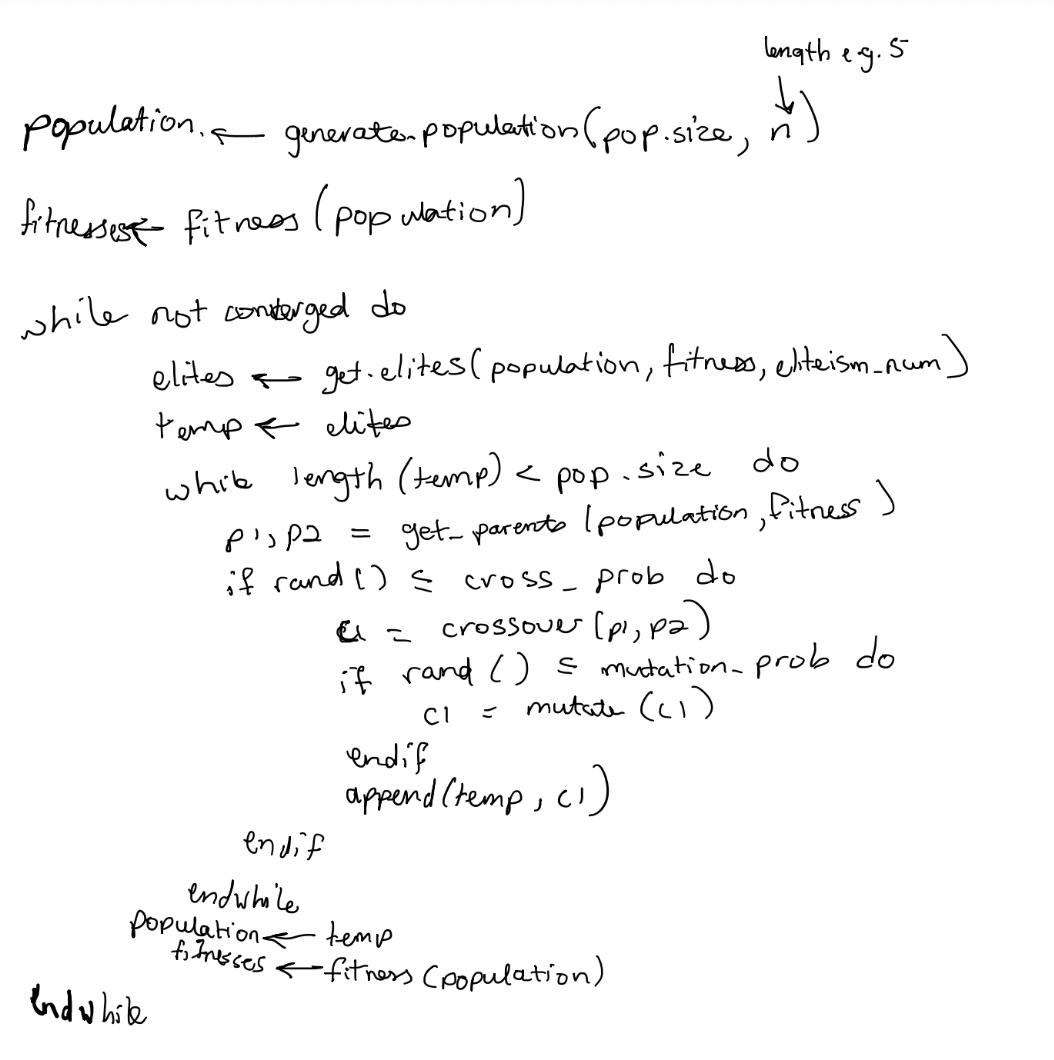 length e.g. 5
population. ← generate_population(pop.size, n)
fitnesses ← fitness (population)
while not converged do
elites ← get.elites(population, fitness, eliteism_num)
temp ← elites
while length (temp) < pop.size do
p1, p2 = get_parents (population, fitness)
if rand() ≤ cross_prob do
c1 = crossover (p1, p2)
if rand () ≤ mutation_prob do
c1 = mutate (c1)
endif
append(temp, c1)
endif
endwhile
population ← temp
fitnesses ← fitness (population)
endwhile